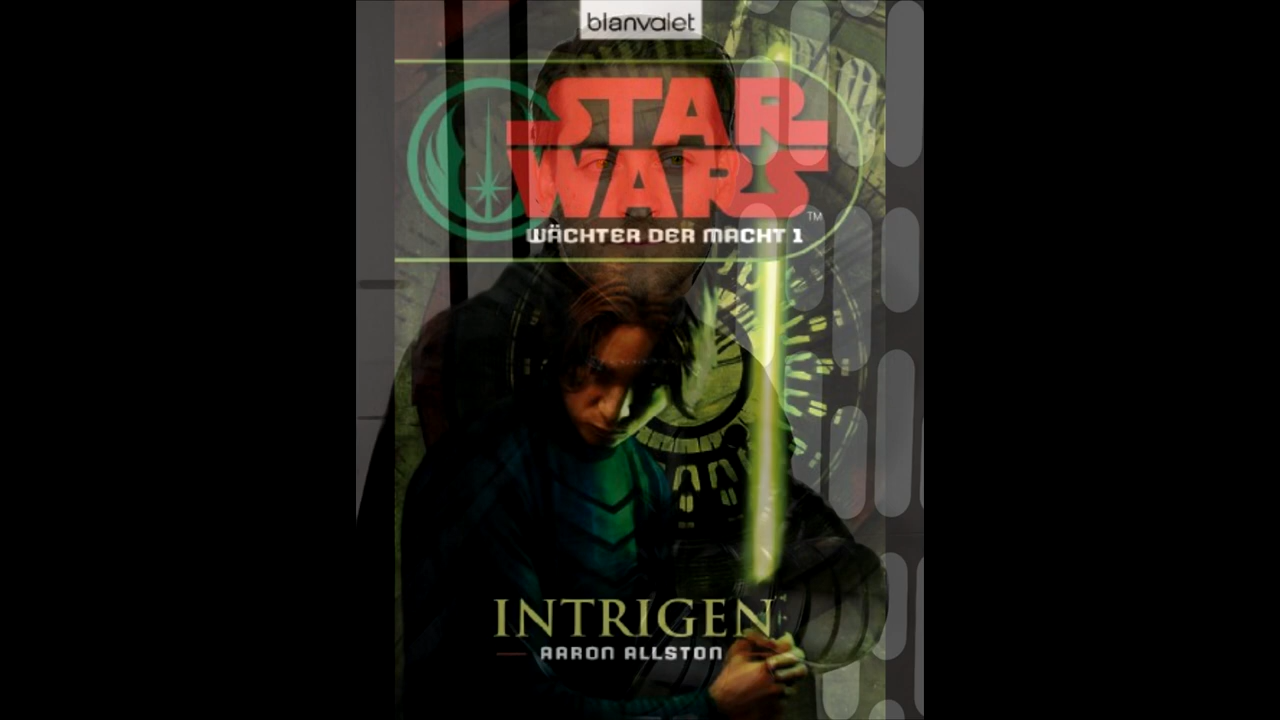 blanvalet
STAR
WARS
TM
WÄCHTER DER MACHT 1
INTRIGEN
AARON ALLSTON